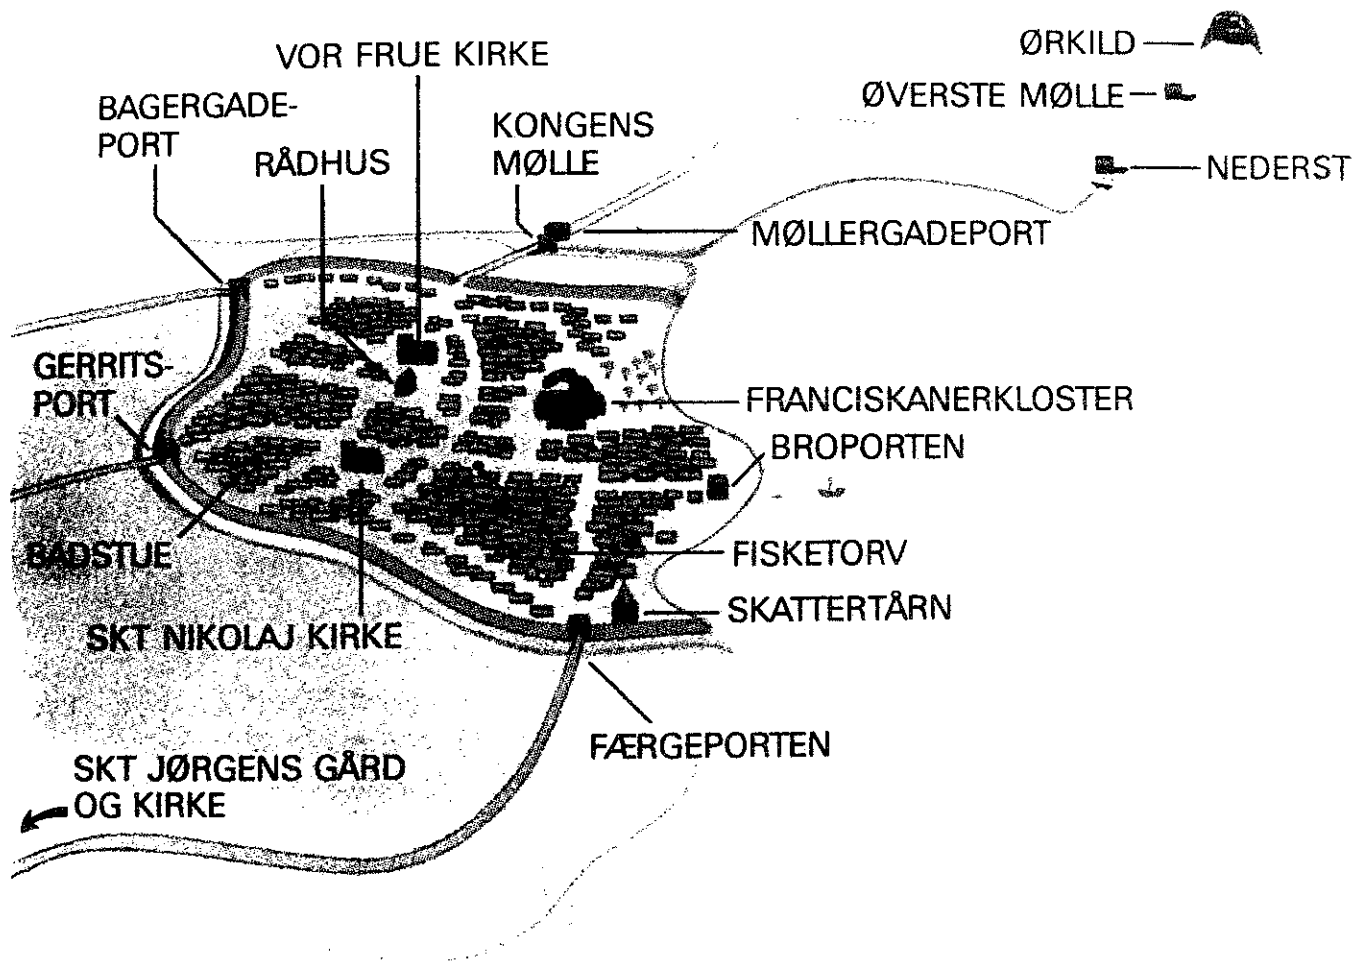 VOR FRUE KIRKE
ØRKILD
ØVERSTE MØLLE
BAGERGADE-
PORT
KONGENS
MØLLE
RÅDHUS
NEDERST
MØLLERGADEPORT
GERRITS-
PORT
FRANCISKANERKLOSTER
BROPORTEN
BADSTUE
FISKETORV
SKATTERTÅRN
SKT NIKOLAJ KIRKE
FÆRGEPORTEN
SKT JØRGENS GÅRD
OG KIRKE